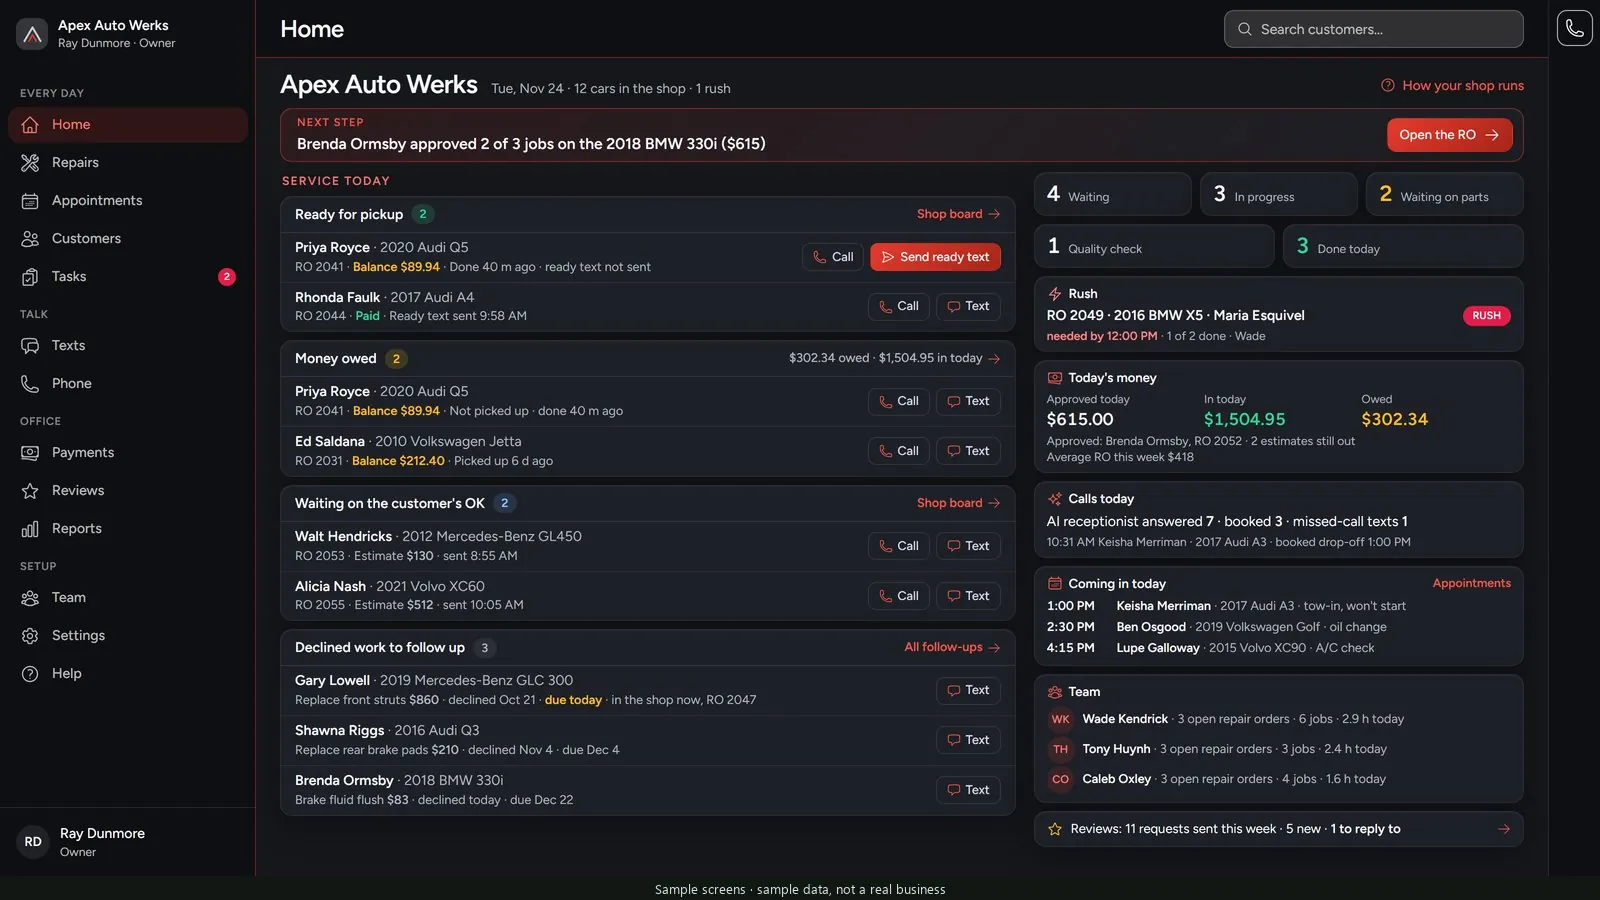 Apex Auto Werks
Ray Dunmore · Owner
EVERY DAY
Home
Repairs
Appointments
Customers
Tasks
2
TALK
Texts
Phone
OFFICE
Payments
Reviews
Reports
SETUP
Team
Settings
Help
RD
Ray Dunmore
Owner
Home
Search customers...
Apex Auto Werks Tue, Nov 24 · 12 cars in the shop · 1 rush
How your shop runs
NEXT STEP
Brenda Ormsby approved 2 of 3 jobs on the 2018 BMW 330i ($615)
Open the RO
SERVICE TODAY
Ready for pickup 2
Shop board
Priya Royce · 2020 Audi Q5
RO 2041 · Balance $89.94 · Done 40 m ago · ready text not sent
Call
Send ready text
Rhonda Faulk · 2017 Audi A4
RO 2044 · Paid · Ready text sent 9:58 AM
Call
Text
Money owed 2
$302.34 owed · $1,504.95 in today
Priya Royce · 2020 Audi Q5
RO 2041 · Balance $89.94 · Not picked up · done 40 m ago
Call
Text
Ed Saldana · 2010 Volkswagen Jetta
RO 2031 · Balance $212.40 · Picked up 6 d ago
Call
Text
Waiting on the customer's OK 2
Shop board
Walt Hendricks · 2012 Mercedes-Benz GL450
RO 2053 · Estimate $130 · sent 8:55 AM
Call
Text
Alicia Nash · 2021 Volvo XC60
RO 2055 · Estimate $512 · sent 10:05 AM
Call
Text
Declined work to follow up 3
All follow-ups
Gary Lowell · 2019 Mercedes-Benz GLC 300
Replace front struts $860 · declined Oct 21 · due today · in the shop now, RO 2047
Text
Shawna Riggs · 2016 Audi Q3
Replace rear brake pads $210 · declined Nov 4 · due Dec 4
Text
Brenda Ormsby · 2018 BMW 330i
Brake fluid flush $83 · declined today · due Dec 22
Text
4 Waiting
3 In progress
2 Waiting on parts
1 Quality check
3 Done today
Rush
RO 2049 · 2016 BMW X5 · Maria Esquivel
needed by 12:00 PM · 1 of 2 done · Wade
RUSH
Today's money
Approved today
In today
Owed
$615.00
$1,504.95
$302.34
Approved: Brenda Ormsby, RO 2052 · 2 estimates still out
Average RO this week $418
Calls today
AI receptionist answered 7 · booked 3 · missed-call texts 1
10:31 AM Keisha Merriman · 2017 Audi A3 · booked drop-off 1:00 PM
Coming in today
Appointments
1:00 PM Keisha Merriman · 2017 Audi A3 · tow-in, won't start
2:30 PM Ben Osgood · 2019 Volkswagen Golf · oil change
4:15 PM Lupe Galloway · 2015 Volvo XC90 · A/C check
Team
WK Wade Kendrick · 3 open repair orders · 6 jobs · 2.9 h today
TH Tony Huynh · 3 open repair orders · 3 jobs · 2.4 h today
CO Caleb Oxley · 3 open repair orders · 4 jobs · 1.6 h today
Reviews: 11 requests sent this week · 5 new · 1 to reply to
Sample screens · sample data, not a real business